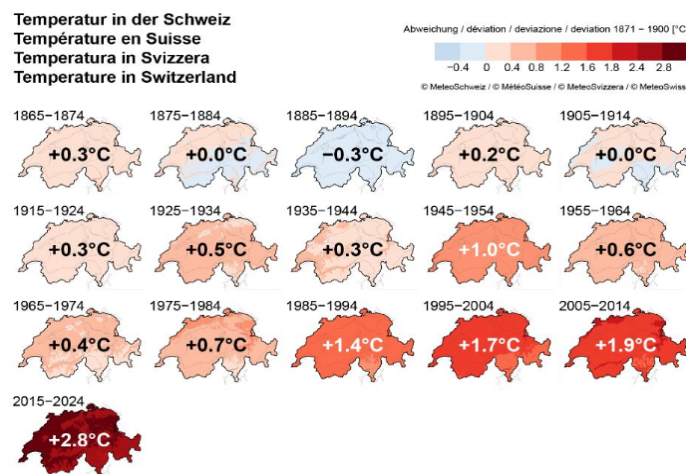 Temperatur in der Schweiz
Température en Suisse
Temperatura in Svizzera
Temperature in Switzerland
Abweichung / déviation / deviazione / deviation 1871 – 1900 [°C
−0.4 0 0.4 0.8 1.2 1.6 2.0 2.4 2.8
© MeteoSchweiz / © MétéoSuisse / © MeteoSvizzera / © MeteoSwiss
1865−1874 1875−1884 1885−1894 1895−1904 1905−1914
+0.3°C +0.0°C −0.3°C +0.2°C +0.0°C
1915−1924 1925−1934 1935−1944 1945−1954 1955−1964
+0.3°C +0.5°C +0.3°C +1.0°C +0.6°C
1965−1974 1975−1984 1985−1994 1995−2004 2005−2014
+0.4°C +0.7°C +1.4°C +1.7°C +1.9°C
2015−2024
+2.8°C